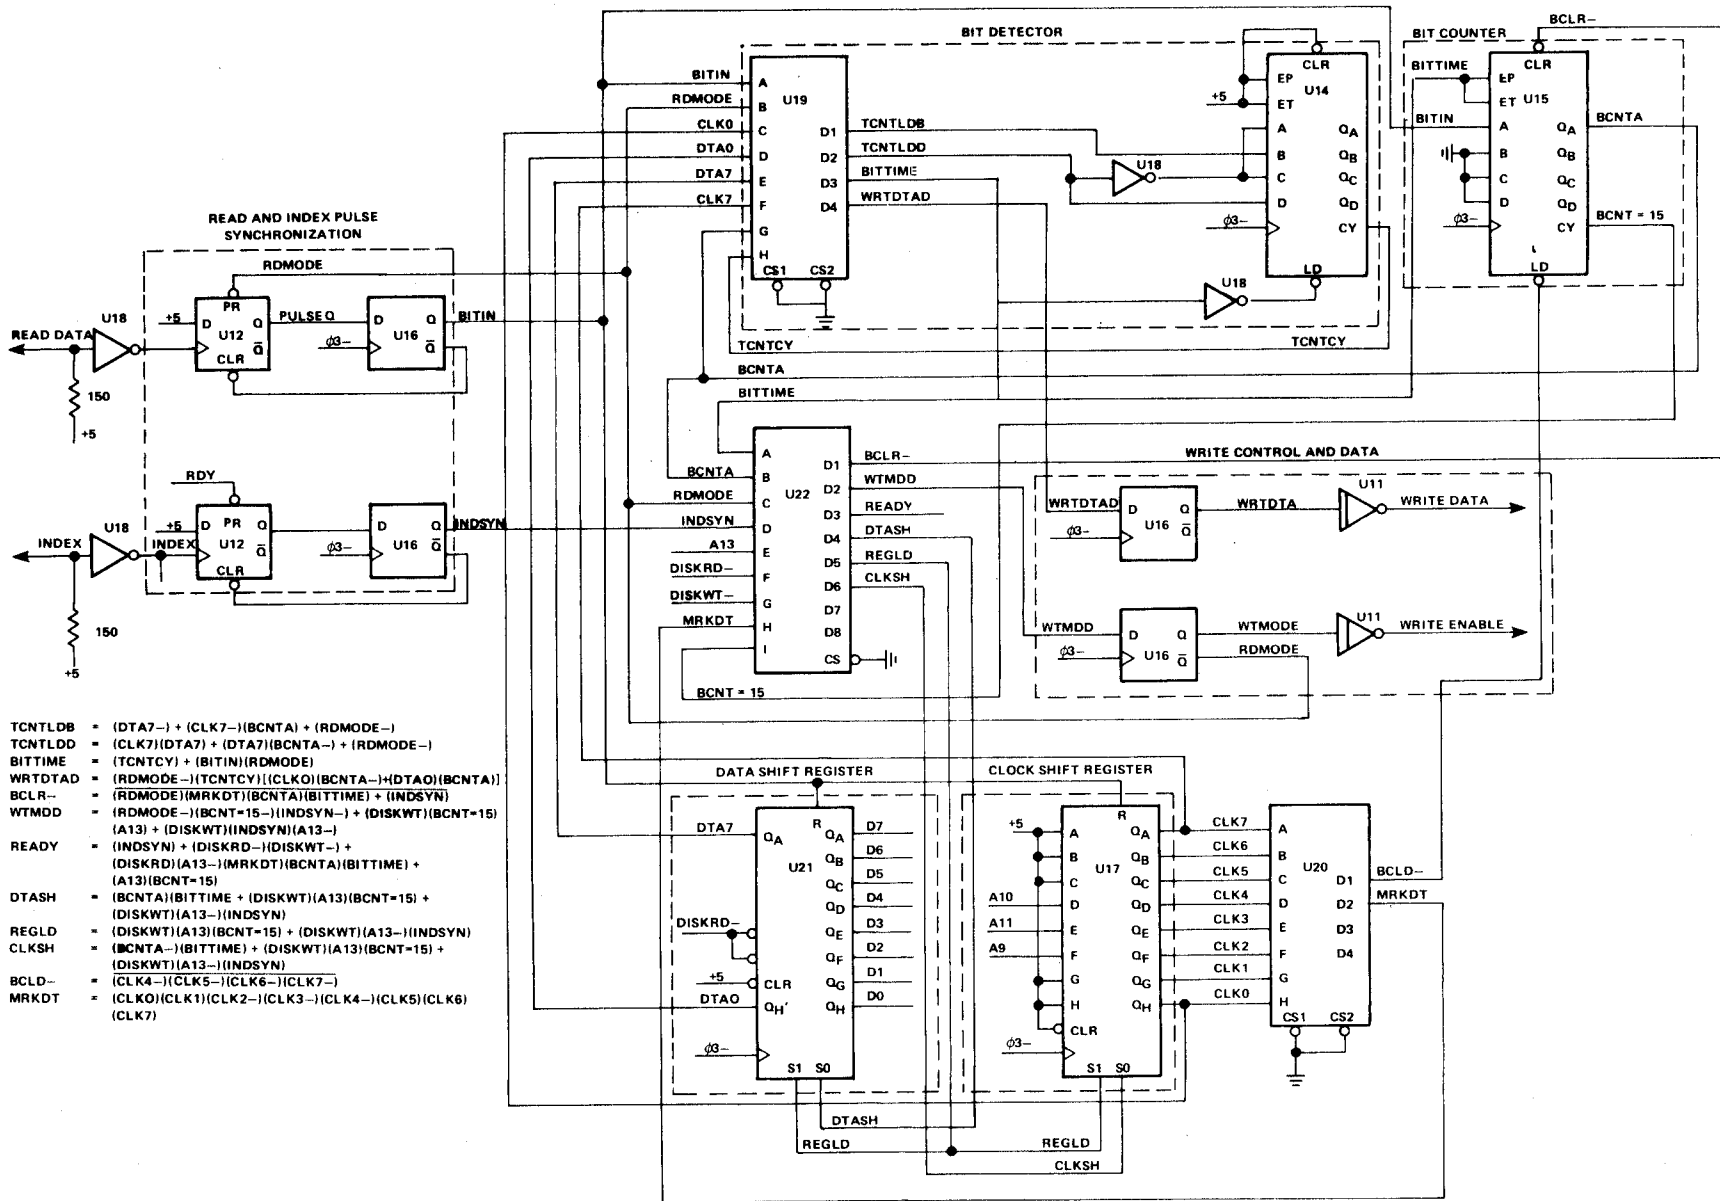 BIT DETECTOR
BIT COUNTER
BCLR-
BITIN
RDMODE
CLK0
DTA0
DTA7
CLK7
A
B
C
D
E
F
G
H
U19
D1
D2
D3
D4
CS1
CS2
TCNTLDB
TCNTLDD
BITTIME
WRTDTAD
U18
U18
+5
φ3-
CLR
EP
ET
U14
A
B
C
D
QA
QB
QC
QD
CY
LD
BITTIME
BITIN
φ3-
CLR
EP
ET
U15
A
B
C
D
QA
QB
QC
QD
CY
LD
BCNTA
BCNT = 15
TCNTCY
TCNTCY
BCNTA
BITTIME
READ AND INDEX PULSE
SYNCHRONIZATION
RDMODE
READ DATA
U18
150
+5
+5
PR
D
Q
U12
Q
CLR
PULSEQ
φ3-
D
Q
U16
Q
BITIN
RDY
INDEX
U18
INDEX
150
+5
+5
PR
D
Q
U12
Q
CLR
φ3-
D
Q
U16
Q
INDSYN
BCNTA
RDMODE
INDSYN
A13
DISKRD-
DISKWT-
MRKDT
BCNT = 15
A
B
C
D
E
F
G
H
I
U22
D1
D2
D3
D4
D5
D6
D7
D8
CS
BCLR-
WTMDD
READY
DTASH
REGLD
CLKSH
WRITE CONTROL AND DATA
WRTDTAD
φ3-
D
Q
U16
Q
WRTDTA
U11
WRITE DATA
WTMDD
φ3-
D
Q
U16
Q
WTMODE
RDMODE
U11
WRITE ENABLE
TCNTLDB = (DTA7-) + (CLK7-)(BCNTA) + (RDMODE-)
TCNTLDD = (CLK7)(DTA7) + (DTA7)(BCNTA-) + (RDMODE-)
BITTIME = (TCNTCY) + (BITIN)(RDMODE)
WRTDTAD = (RDMODE-)(TCNTCY)[(CLKO)(BCNTA-)+(DTAO)(BCNTA)]
BCLR- = (RDMODE)(MRKDT)(BCNTA)(BITTIME) + (INDSYN)
WTMDD = (RDMODE-)(BCNT=15-)(INDSYN-) + (DISKWT)(BCNT=15)
(A13) + (DISKWT)(INDSYN)(A13-)
READY = (INDSYN) + (DISKRD-)(DISKWT-) +
(DISKRD)(A13-)(MRKDT)(BCNTA)(BITTIME) +
(A13)(BCNT=15)
DTASH = (BCNTA)(BITTIME + (DISKWT)(A13)(BCNT=15) +
(DISKWT)(A13-)(INDSYN)
REGLD = (DISKWT)(A13)(BCNT=15) + (DISKWT)(A13-)(INDSYN)
CLKSH = (BCNTA-)(BITTIME) + (DISKWT)(A13)(BCNT=15) +
(DISKWT)(A13-)(INDSYN)
BCLD- = (CLK4-)(CLK5-)(CLK6-)(CLK7-)
MRKDT = (CLKO)(CLK1)(CLK2-)(CLK3-)(CLK4-)(CLK5)(CLK6)
(CLK7)
DATA SHIFT REGISTER
DTA7
DISKRD-
+5
DTA0
φ3-
R
QA
U21
CLR
QH'
QA
QB
QC
QD
QE
QF
QG
QH
S1
S0
D7
D6
D5
D4
D3
D2
D1
D0
CLOCK SHIFT REGISTER
+5
A10
A11
A9
φ3-
A
B
C
D
E
F
G
H
CLR
R
U17
QA
QB
QC
QD
QE
QF
QG
QH
S1
S0
CLK7
CLK6
CLK5
CLK4
CLK3
CLK2
CLK1
CLK0
A
B
C
D
E
F
G
H
U20
D1
D2
D3
D4
CS1
CS2
BCLD-
MRKDT
DTASH
REGLD
REGLD
CLKSH